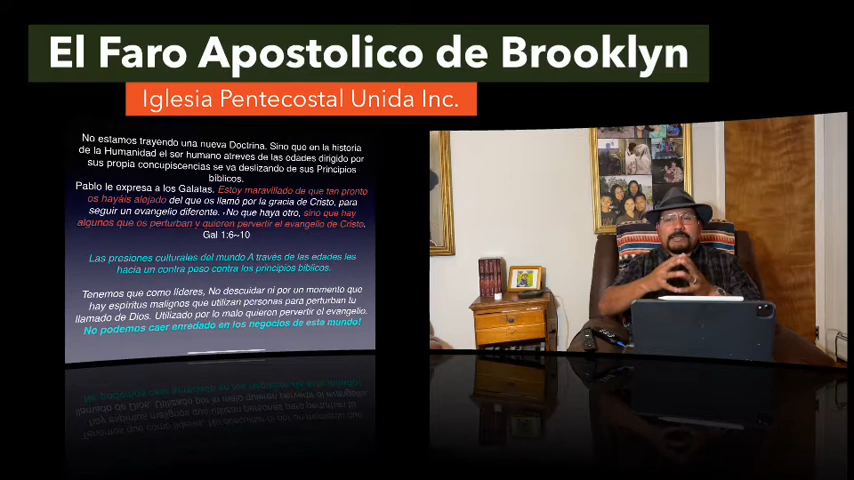 El Faro Apostolico de Brooklyn
Iglesia Pentecostal Unida Inc.
No estamos trayendo una nueva Doctrina. Sino que en la historia
de la Humanidad el ser humano atreves de las edades dirigido por
sus propia concupiscencias se va deslizando de sus Principios
bíblicos.
Pablo le expresa a los Galatas. Estoy maravillado de que tan pronto
os hayáis alejado del que os llamó por la gracia de Cristo, para
seguir un evangelio diferente. No que haya otro, sino que hay
algunos que os perturban y quieren pervertir el evangelio de Cristo.
Gal 1:6~10
Las presiones culturales del mundo A través de las edades les
hacía un contra peso contra los principios bíblicos.
Tenemos que como líderes, No descuidar ni por un momento que
hay espíritus malignos que utilizan personas para perturban tu
llamado de Dios. Utilizado por lo malo quieren pervertir el evangelio.
No podemos caer enredado en los negocios de este mundo!